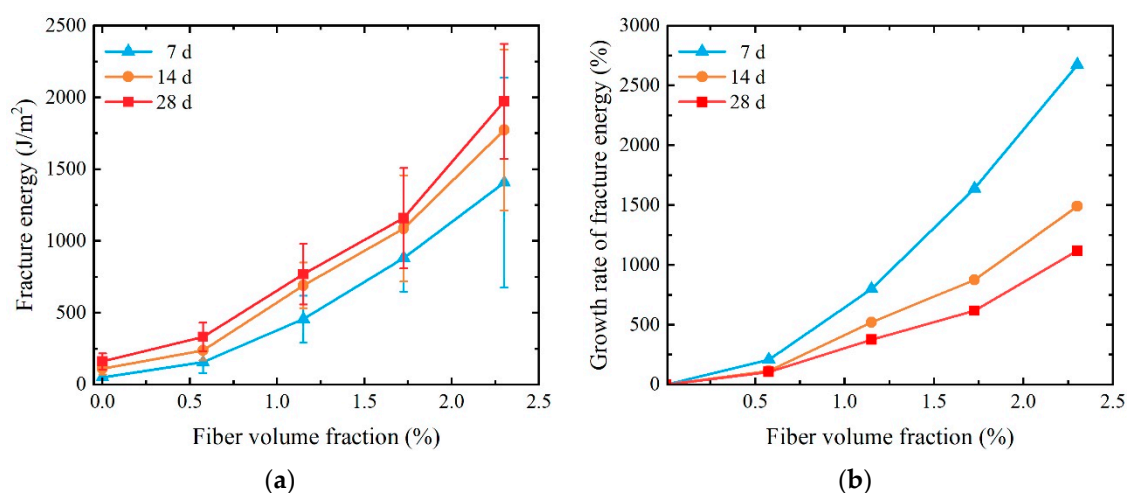 2500
2000
1500
1000
500
0
Fracture energy (J/m²)
7 d
14 d
28 d
0.0 0.5 1.0 1.5 2.0 2.5
Fiber volume fraction (%)
(a)
3000
2500
2000
1500
1000
500
0
Growth rate of fracture energy (%)
7 d
14 d
28 d
0.5 1.0 1.5 2.0 2.5
Fiber volume fraction (%)
(b)